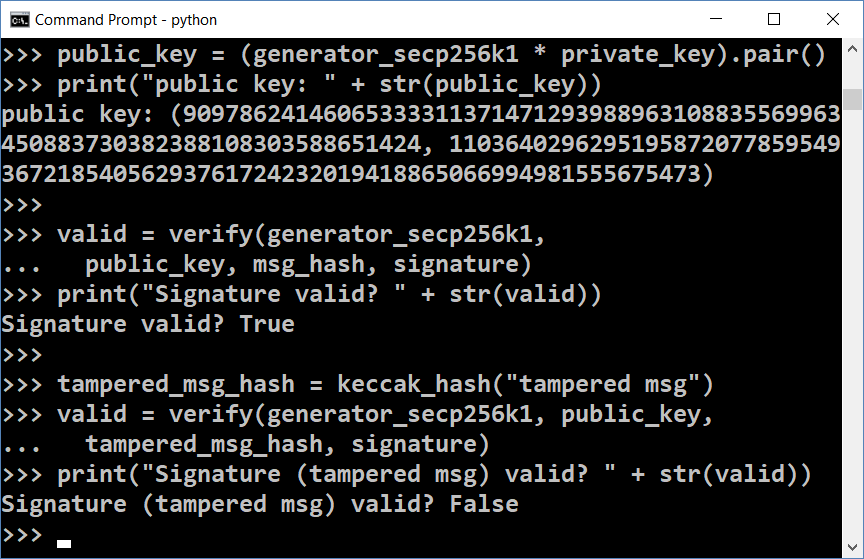 Command Prompt - python
>>> public_key = (generator_secp256k1 * private_key).pair()
>>> print("public key: " + str(public_key))
public key: (90978624146065333311371471293988963108835569963
45088373038238810830358865​1424, 11036402962951958720778595​49
3672185405629376172423201941886506699498155567​5473)
>>>
>>> valid = verify(generator_secp256k1,
...   public_key, msg_hash, signature)
>>> print("Signature valid? " + str(valid))
Signature valid? True
>>>
>>> tampered_msg_hash = keccak_hash("tampered msg")
>>> valid = verify(generator_secp256k1, public_key,
...   tampered_msg_hash, signature)
>>> print("Signature (tampered msg) valid? " + str(valid))
Signature (tampered msg) valid? False
>>>